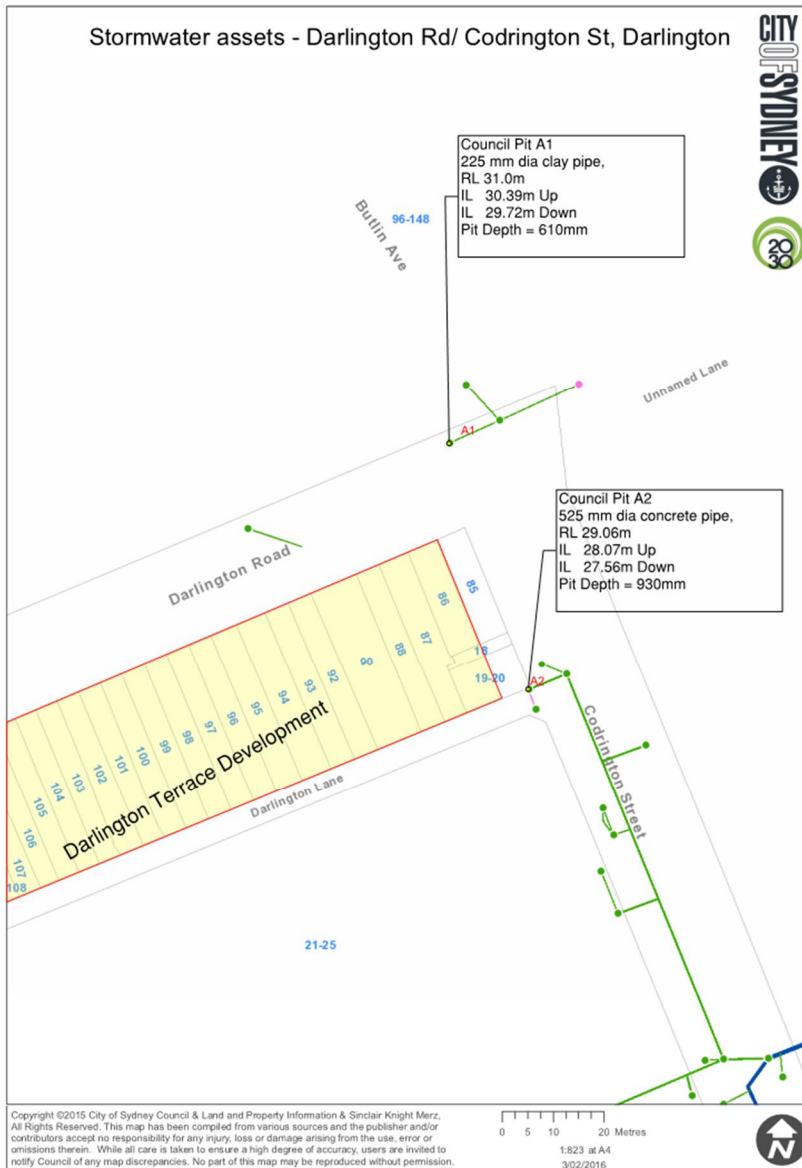 Stormwater assets - Darlington Rd/ Codrington St, Darlington
CITY OF SYDNEY
2030
Council Pit A1
225 mm dia clay pipe,
RL 31.0m
IL 30.39m Up
IL 29.72m Down
Pit Depth = 610mm
Butlin Ave
96-148
Unnamed Lane
A1
Council Pit A2
525 mm dia concrete pipe,
RL 29.06m
IL 28.07m Up
IL 27.56m Down
Pit Depth = 930mm
Darlington Road
85
86
87
88
90
92
93
94
95
96
97
98
99
100
101
102
103
104
105
106
107
108
18
19-20
A2
Darlington Terrace Development
Darlington Lane
Codrington Street
21-25
Copyright ©2015 City of Sydney Council & Land and Property Information & Sinclair Knight Merz,
All Rights Reserved. This map has been compiled from various sources and the publisher and/or
contributors accept no responsibility for any injury, loss or damage arising from the use, error or
omissions therein. While all care is taken to ensure a high degree of accuracy, users are invited to
notify Council of any map discrepancies. No part of this map may be reproduced without permission.
0 5 10 20 Metres
1:823 at A4
3/02/2016
N